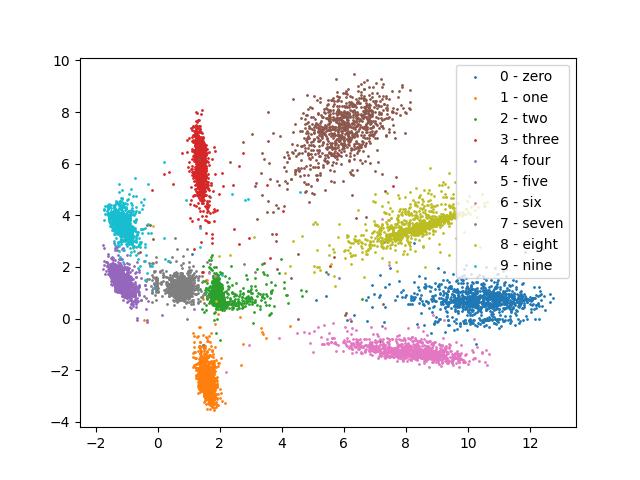 10
8
6
4
2
0
−2
−4
−2
0
2
4
6
8
10
12
0 - zero
1 - one
2 - two
3 - three
4 - four
5 - five
6 - six
7 - seven
8 - eight
9 - nine